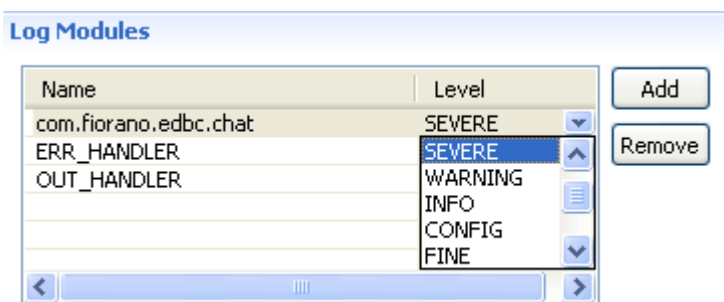 Log Modules
Name Level Add
com.fiorano.edbc.chat SEVERE
ERR_HANDLER SEVERE Remove
OUT_HANDLER WARNING
INFO
CONFIG
FINE